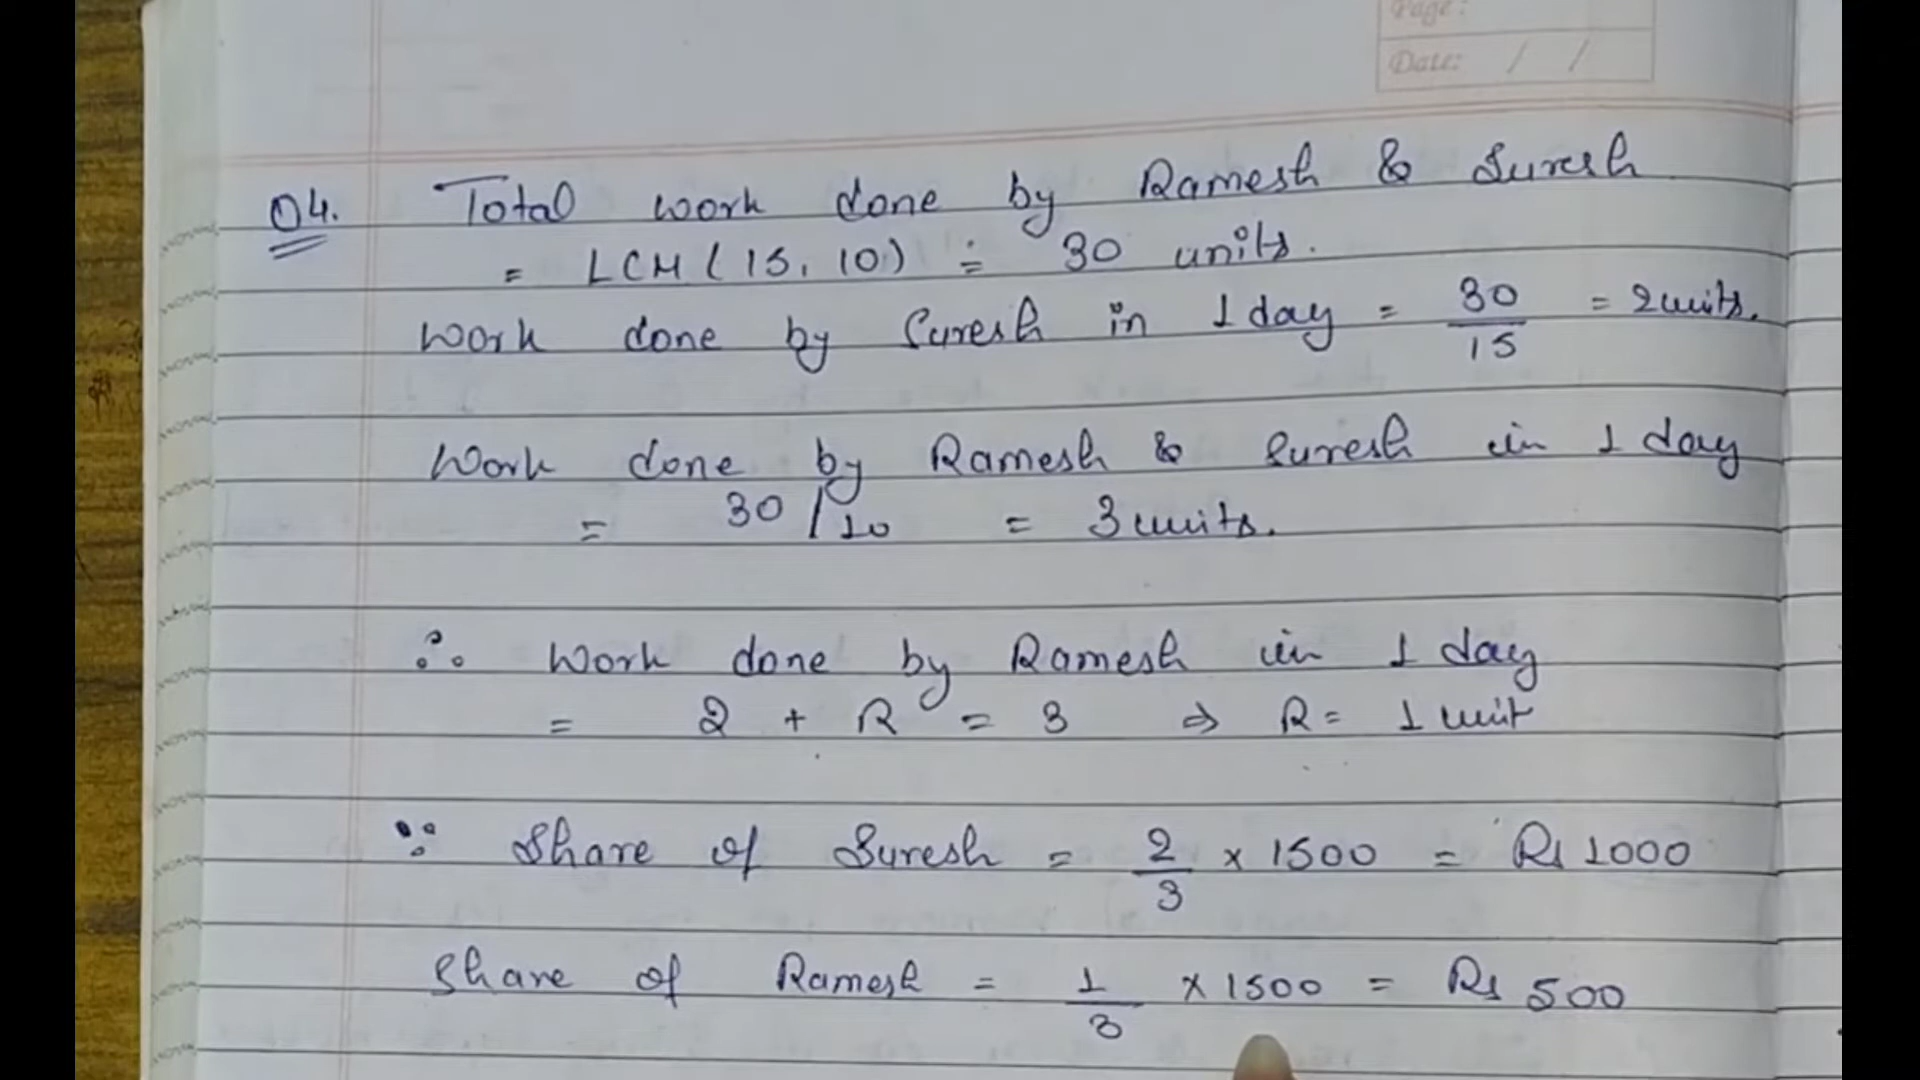 Page:
Date: / /
Q4. Total work done by Ramesh & Suresh
= LCM (15, 10) = 30 units.
Work done by Suresh in 1 day = 30/15 = 2 units.
Work done by Ramesh & Suresh in 1 day
= 30/10 = 3 units.
∴ Work done by Ramesh in 1 day
= 2 + R = 3 ⇒ R = 1 unit
∵ Share of Suresh = 2/3 × 1500 = Rs 1000
Share of Ramesh = 1/3 × 1500 = Rs 500